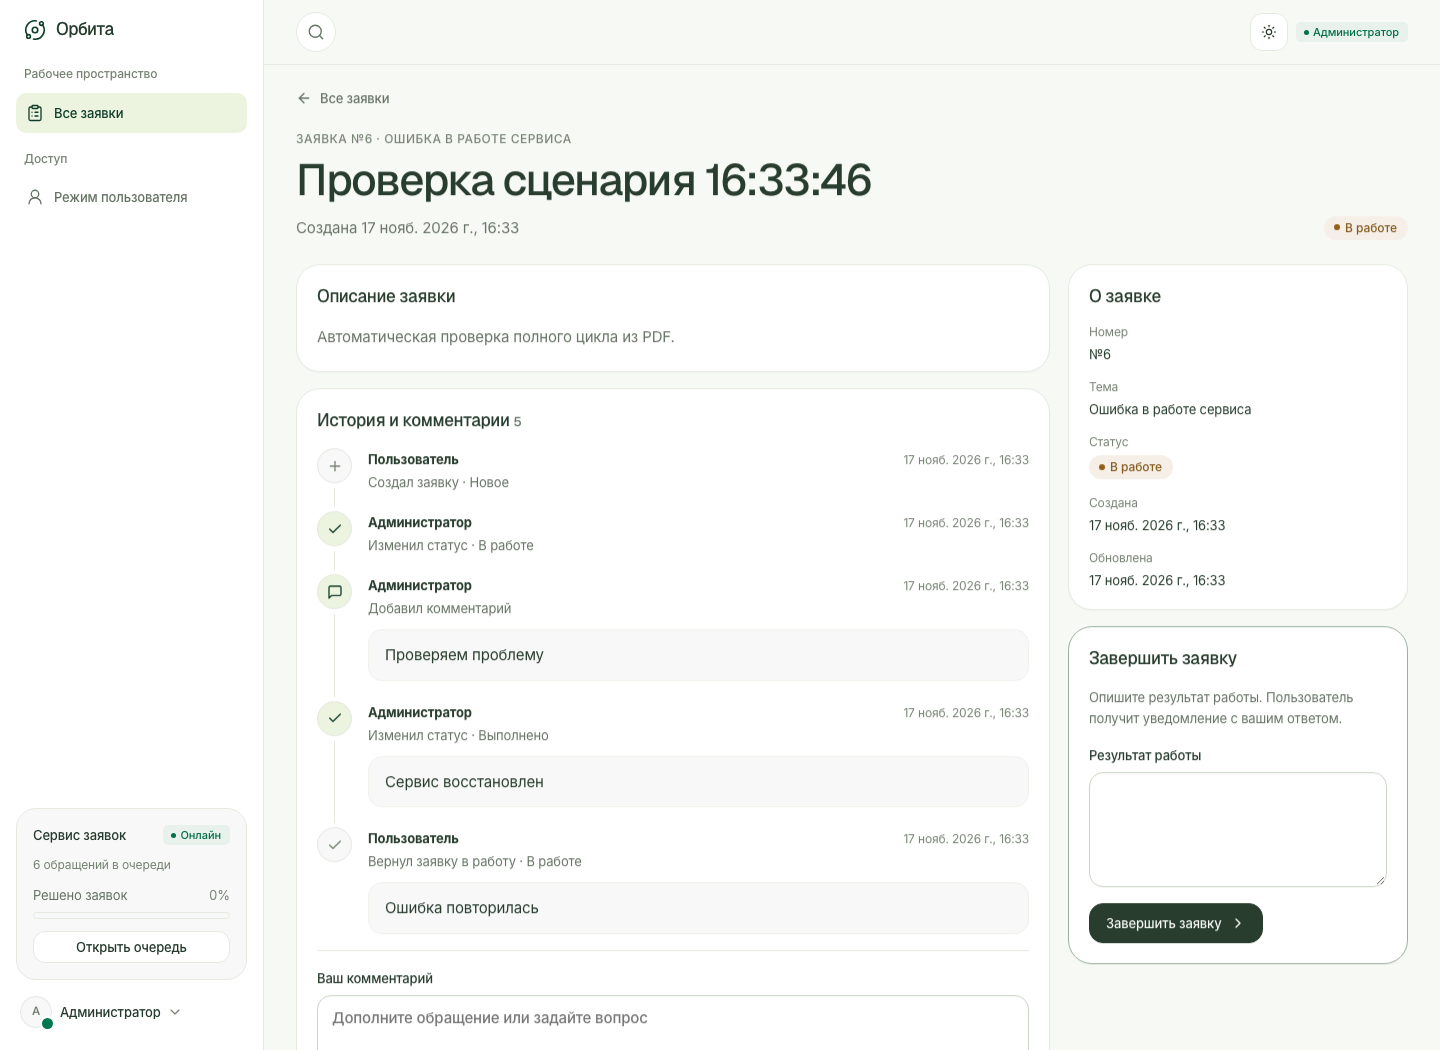 Орбита
Рабочее пространство
Все заявки
Доступ
Режим пользователя
Сервис заявок
Онлайн
6 обращений в очереди
Решено заявок
0%
Открыть очередь
А
Администратор
Администратор
Все заявки
ЗАЯВКА №6 · ОШИБКА В РАБОТЕ СЕРВИСА
Проверка сценария 16:33:46
Создана 17 нояб. 2026 г., 16:33
В работе
Описание заявки
Автоматическая проверка полного цикла из PDF.
История и комментарии 5
Пользователь
17 нояб. 2026 г., 16:33
Создал заявку · Новое
Администратор
17 нояб. 2026 г., 16:33
Изменил статус · В работе
Администратор
17 нояб. 2026 г., 16:33
Добавил комментарий
Проверяем проблему
Администратор
17 нояб. 2026 г., 16:33
Изменил статус · Выполнено
Сервис восстановлен
Пользователь
17 нояб. 2026 г., 16:33
Вернул заявку в работу · В работе
Ошибка повторилась
Ваш комментарий
Дополните обращение или задайте вопрос
О заявке
Номер
№6
Тема
Ошибка в работе сервиса
Статус
В работе
Создана
17 нояб. 2026 г., 16:33
Обновлена
17 нояб. 2026 г., 16:33
Завершить заявку
Опишите результат работы. Пользователь
получит уведомление с вашим ответом.
Результат работы
Завершить заявку